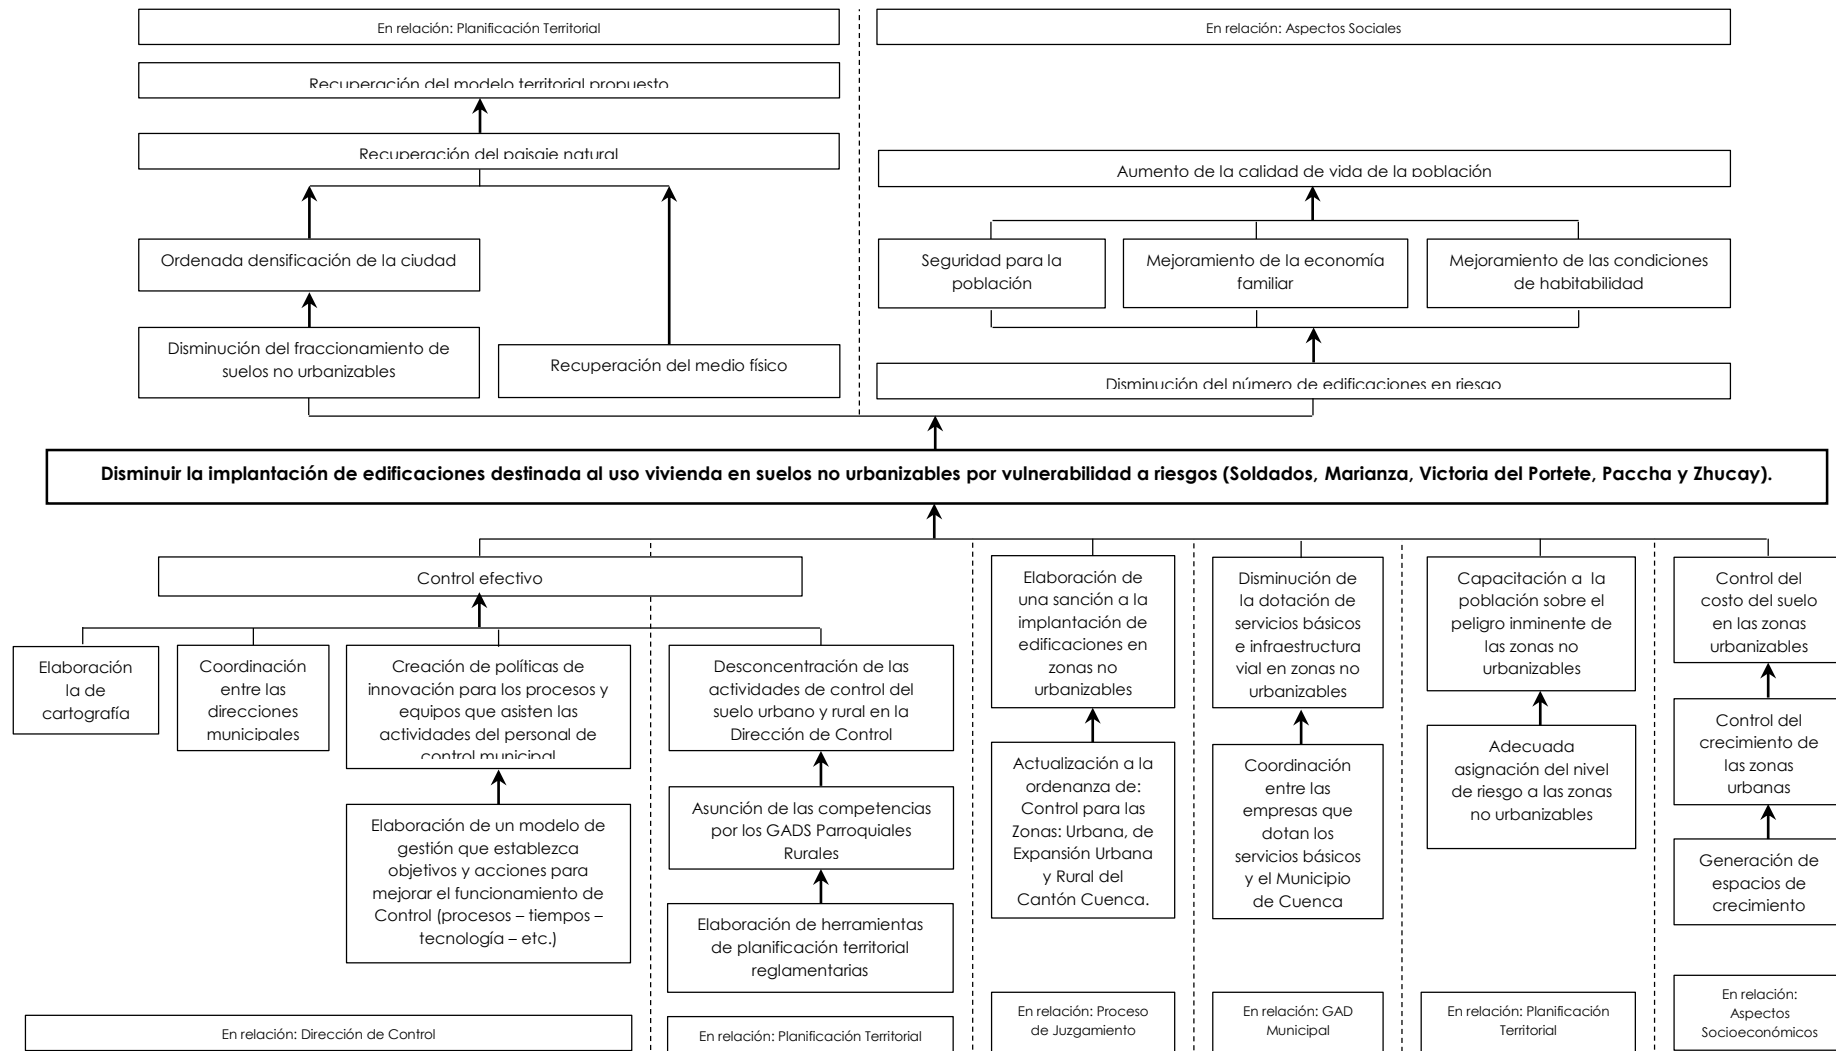 En relación: Planificación Territorial
En relación: Aspectos Sociales
Recuperación del modelo territorial propuesto
Recuperación del paisaje natural
Aumento de la calidad de vida de la población
Ordenada densificación de la ciudad
Seguridad para la
población
Mejoramiento de la economía
familiar
Mejoramiento de las condiciones
de habitabilidad
Disminución del fraccionamiento de
suelos no urbanizables
Recuperación del medio físico
Disminución del número de edificaciones en riesgo
Disminuir la implantación de edificaciones destinada al uso vivienda en suelos no urbanizables por vulnerabilidad a riesgos (Soldados, Marianza, Victoria del Portete, Paccha y Zhucay).
Control efectivo
Elaboración
la de
cartografía
Coordinación
entre las
direcciones
municipales
Creación de políticas de
innovación para los procesos y
equipos que asisten las
actividades del personal de
control municipal
Elaboración de un modelo de
gestión que establezca
objetivos y acciones para
mejorar el funcionamiento de
Control (procesos – tiempos –
tecnología – etc.)
Desconcentración de las
actividades de control del
suelo urbano y rural en la
Dirección de Control
Asunción de las competencias
por los GADS Parroquiales
Rurales
Elaboración de herramientas
de planificación territorial
reglamentarias
Elaboración de
una sanción a la
implantación de
edificaciones en
zonas no
urbanizables
Actualización a la
ordenanza de:
Control para las
Zonas: Urbana, de
Expansión Urbana
y Rural del
Cantón Cuenca.
Disminución de
la dotación de
servicios básicos
e infraestructura
vial en zonas no
urbanizables
Coordinación
entre las
empresas que
dotan los
servicios básicos
y el Municipio
de Cuenca
Capacitación a la
población sobre el
peligro inminente de
las zonas no
urbanizables
Adecuada
asignación del nivel
de riesgo a las zonas
no urbanizables
Control del
costo del suelo
en las zonas
urbanizables
Control del
crecimiento de
las zonas
urbanas
Generación de
espacios de
crecimiento
En relación: Dirección de Control
En relación: Planificación Territorial
En relación: Proceso
de Juzgamiento
En relación: GAD
Municipal
En relación: Planificación
Territorial
En relación:
Aspectos
Socioeconómicos